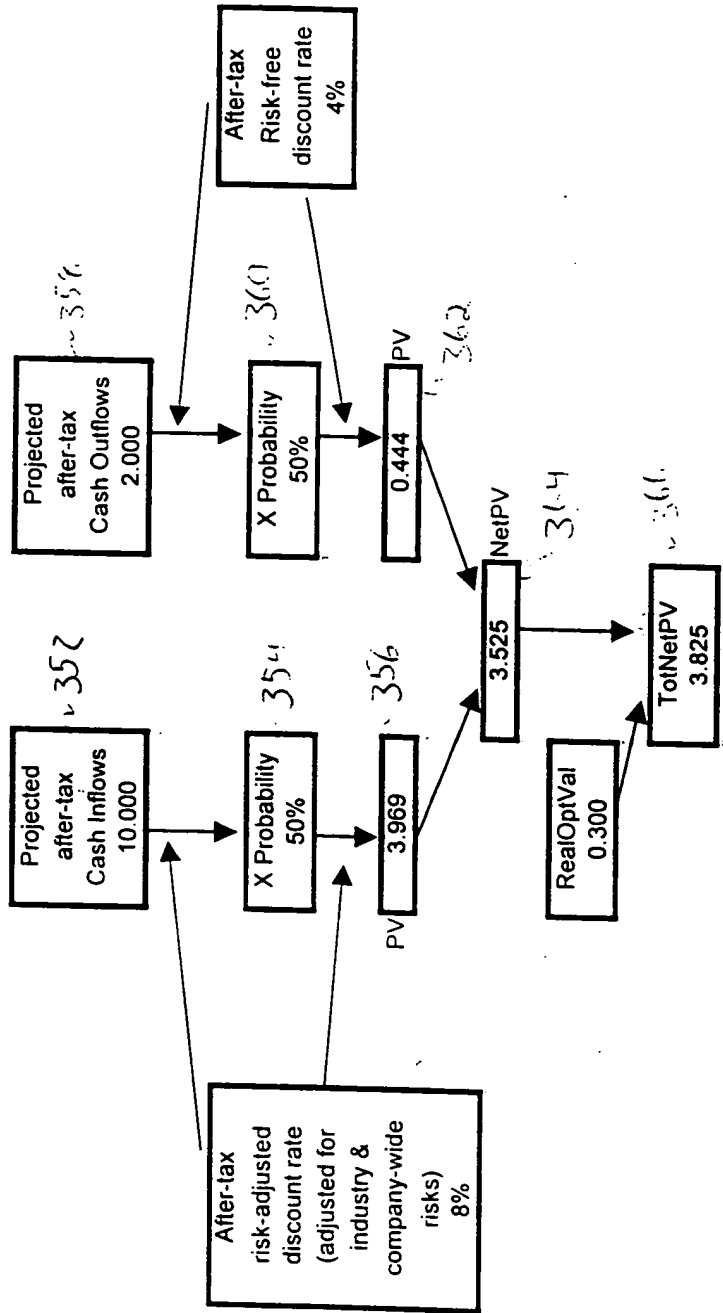 Projected
after-tax
Cash Inflows
10.000
352
X Probability
50%
354
PV
3.969
356
After-tax
risk-adjusted
discount rate
(adjusted for
industry &
company-wide
risks)
8%
Projected
after-tax
Cash Outflows
2.000
358
X Probability
50%
360
0.444
PV
362
After-tax
Risk-free
discount rate
4%
3.525
NetPV
364
RealOptVal
0.300
TotNetPV
3.825
366